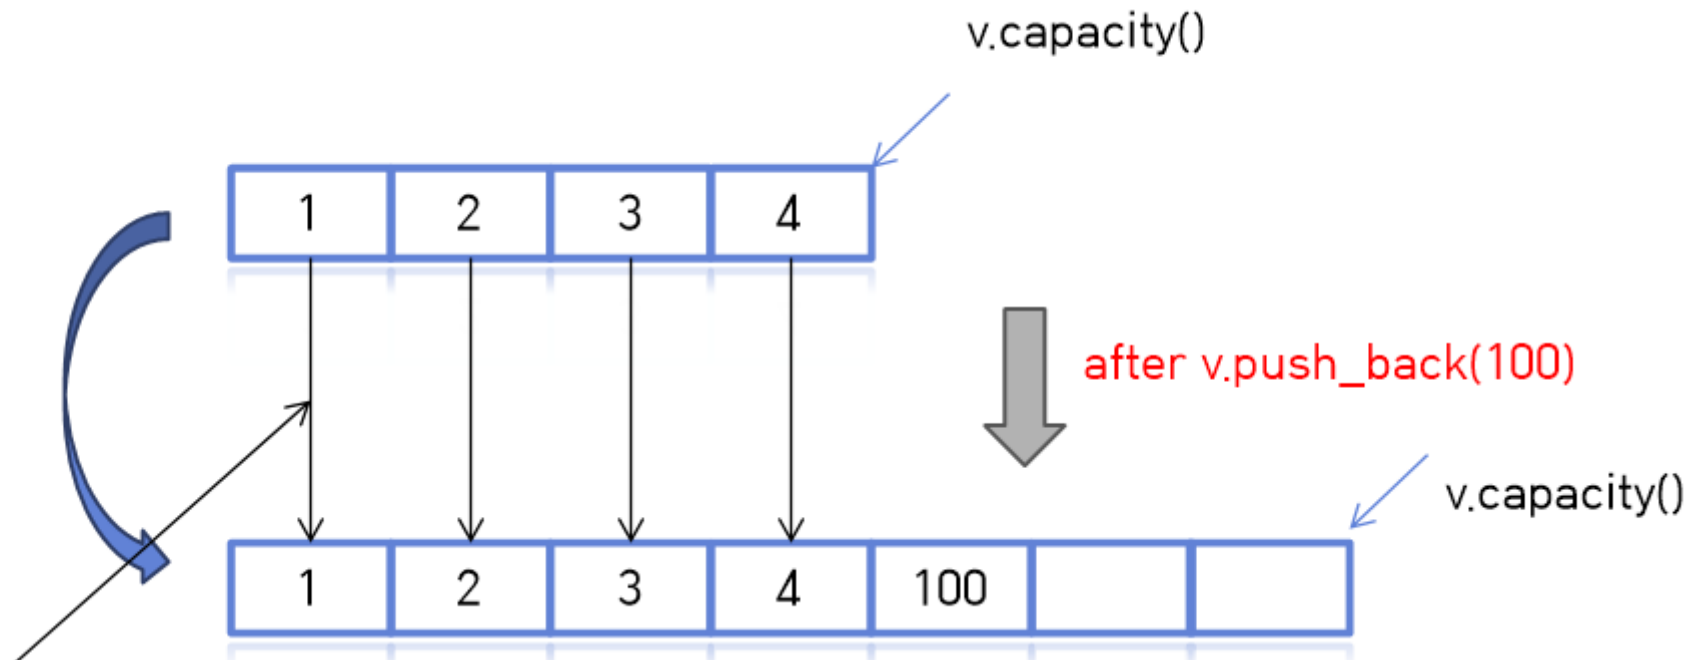 v.capacity()
1 2 3 4
after v.push_back(100)
v.capacity()
1 2 3 4 100